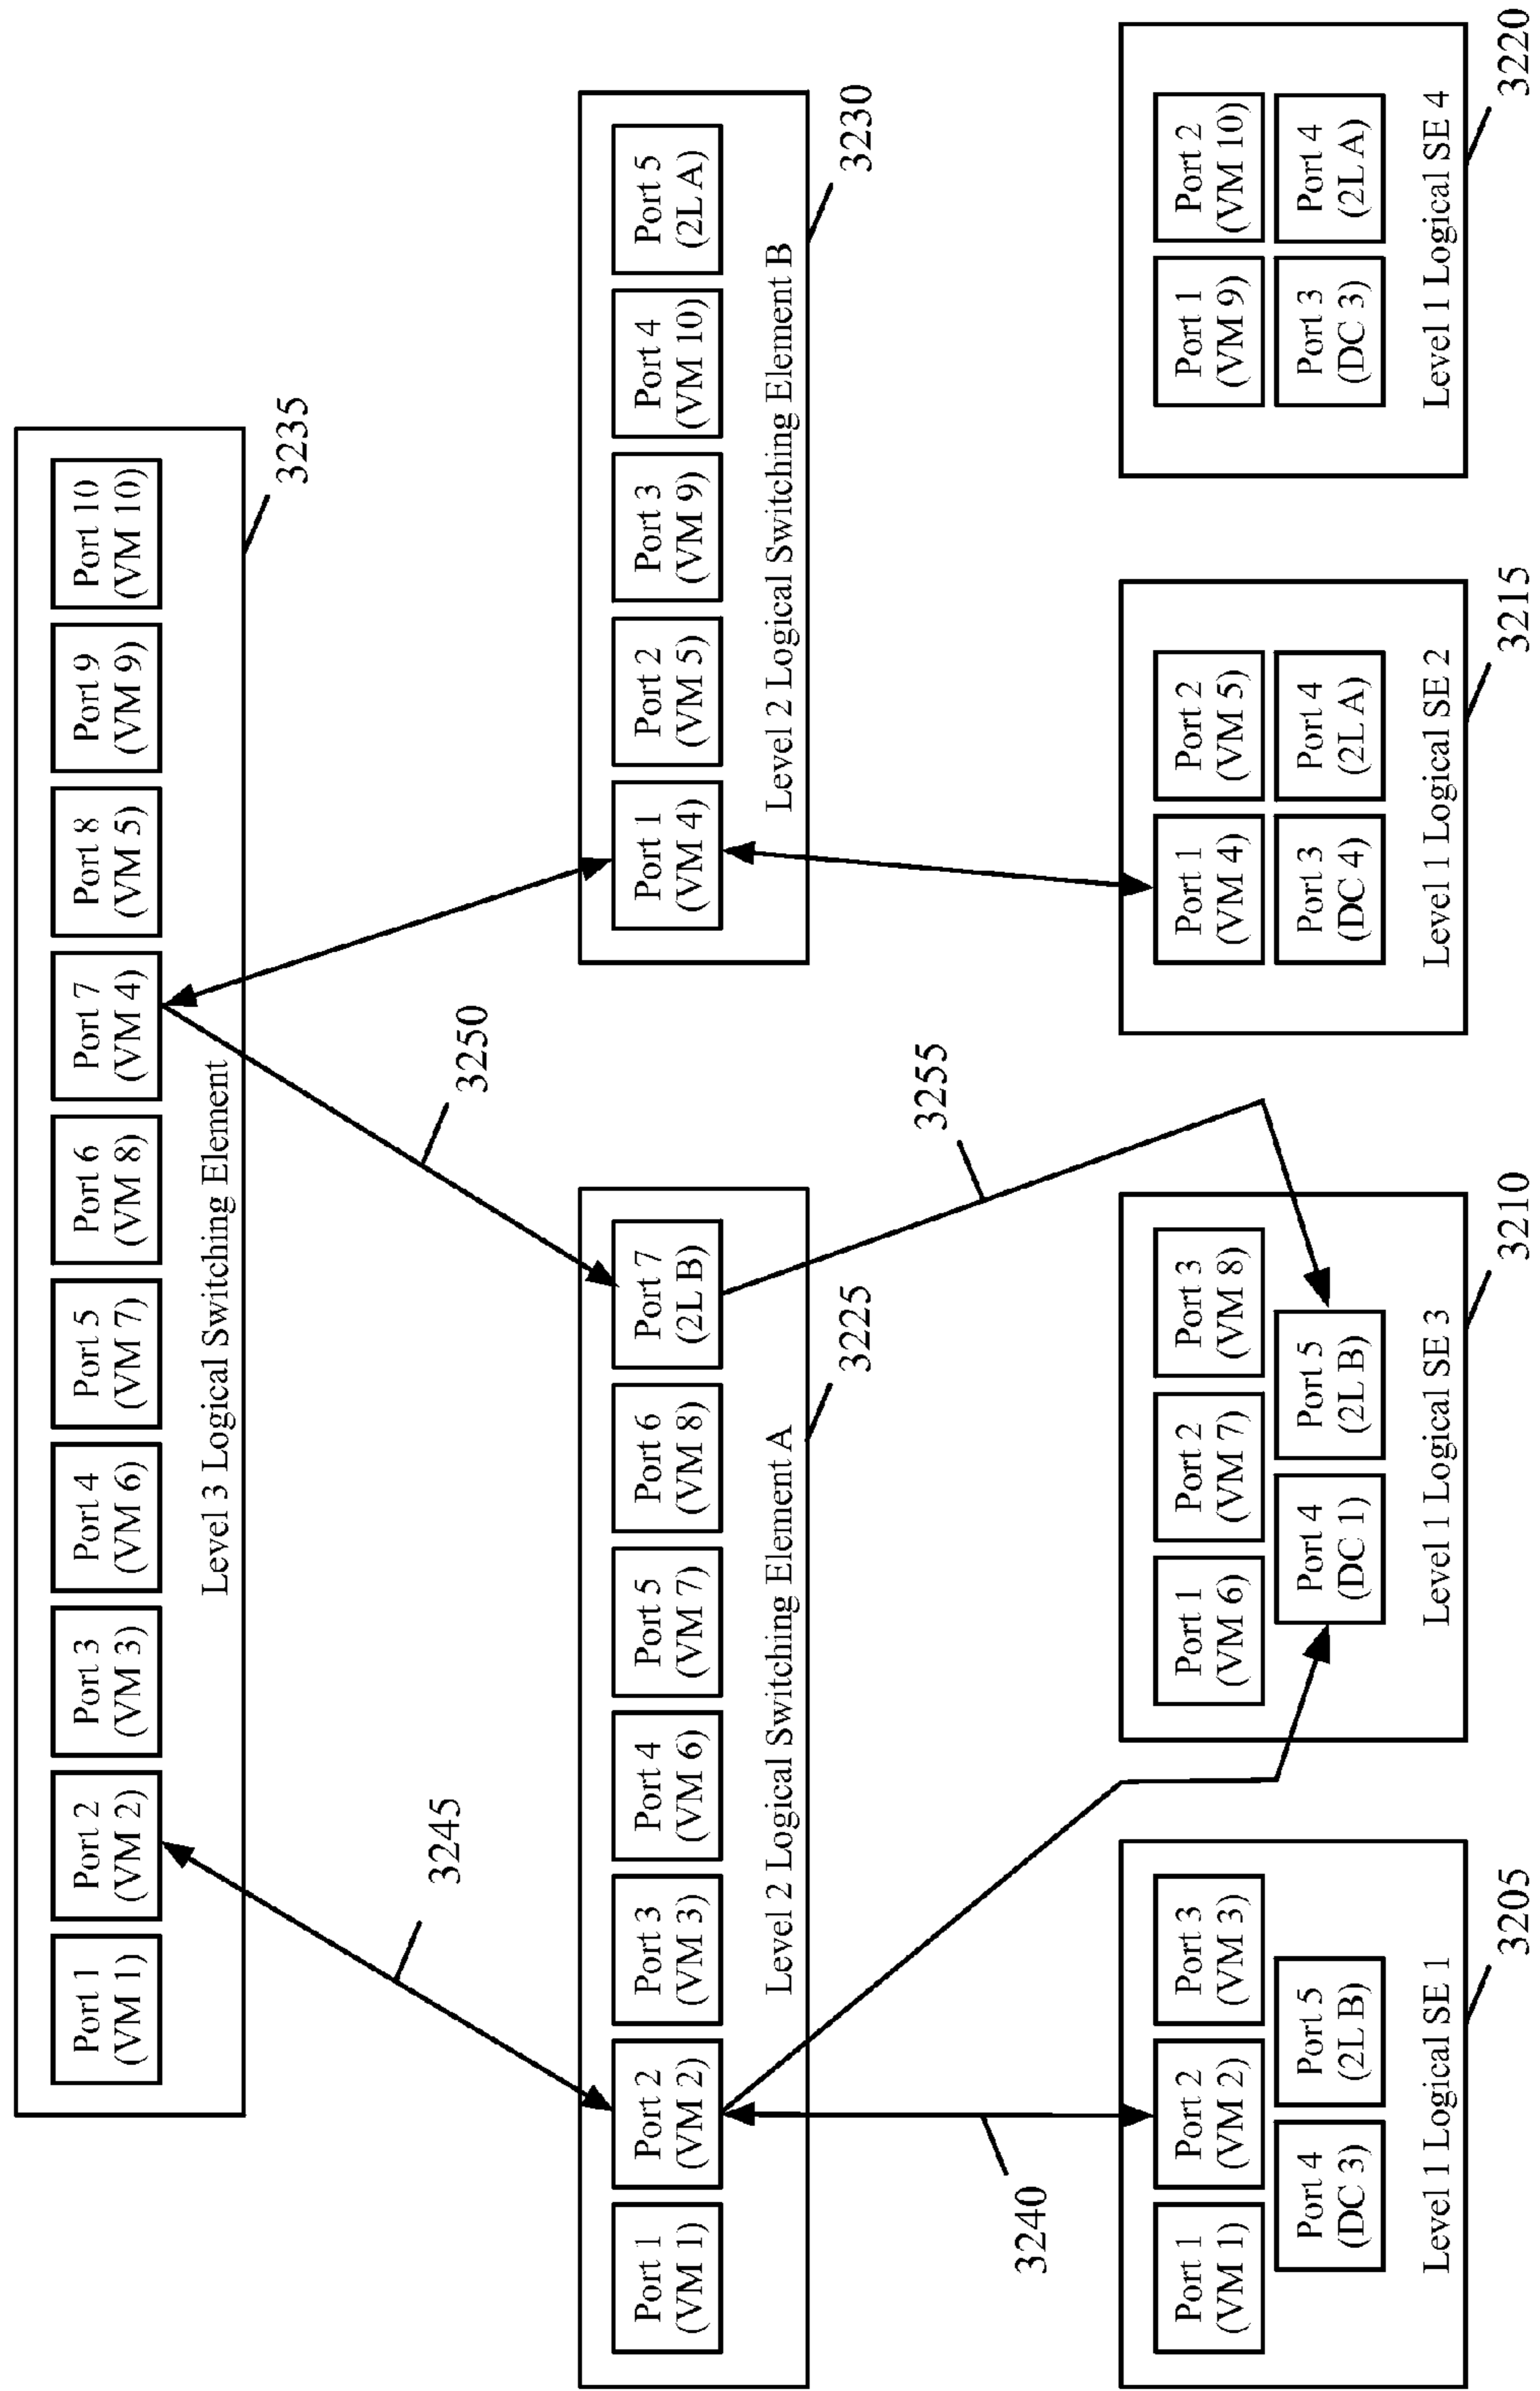 Port 1
(VM 1)
Port 2
(VM 2)
Port 3
(VM 3)
Port 4
(VM 6)
Port 5
(VM 7)
Port 6
(VM 8)
Port 7
(VM 4)
Port 8
(VM 5)
Port 9
(VM 9)
Port 10
(VM 10)
Level 3 Logical Switching Element
3235
3245
3250
Port 1
(VM 1)
Port 2
(VM 2)
Port 3
(VM 3)
Port 4
(VM 6)
Port 5
(VM 7)
Port 6
(VM 8)
Port 7
(2L B)
Level 2 Logical Switching Element A
3225
Port 1
(VM 4)
Port 2
(VM 5)
Port 3
(VM 9)
Port 4
(VM 10)
Port 5
(2L A)
Level 2 Logical Switching Element B
3230
3240
3255
Port 1
(VM 1)
Port 2
(VM 2)
Port 3
(VM 3)
Port 4
(DC 3)
Port 5
(2L B)
Level 1 Logical SE 1
3205
Port 1
(VM 6)
Port 2
(VM 7)
Port 3
(VM 8)
Port 4
(DC 1)
Port 5
(2L B)
Level 1 Logical SE 3
3210
Port 1
(VM 4)
Port 2
(VM 5)
Port 3
(DC 4)
Port 4
(2L A)
Level 1 Logical SE 2
3215
Port 1
(VM 9)
Port 2
(VM 10)
Port 3
(DC 3)
Port 4
(2L A)
Level 1 Logical SE 4
3220